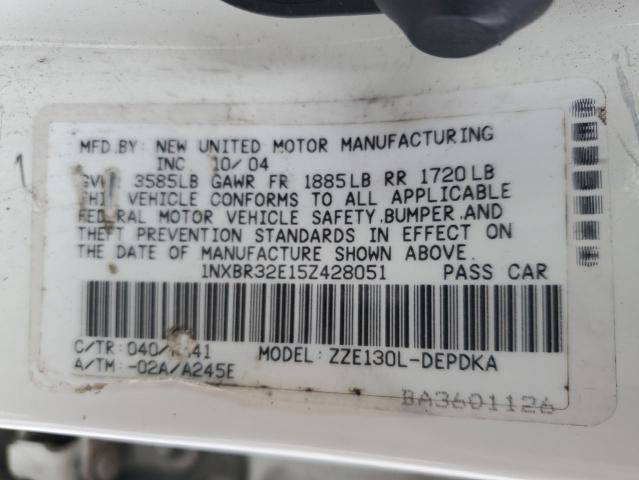 MFD.BY: NEW UNITED MOTOR MANUFACTURING
INC 10/04
3585LB GAWR FR 1885LB RR 1720LB
VEHICLE CONFORMS TO ALL APPLICABLE
FEDERAL MOTOR VEHICLE SAFETY,BUMPER,AND
THEFT PREVENTION STANDARDS IN EFFECT ON
THE DATE OF MANUFACTURE SHOWN ABOVE.
1NXBR32E15Z428051 PASS CAR
C/TR: MODEL: ZZE130L-DEPDKA
A/TM: -02A/A245E
BA3601126